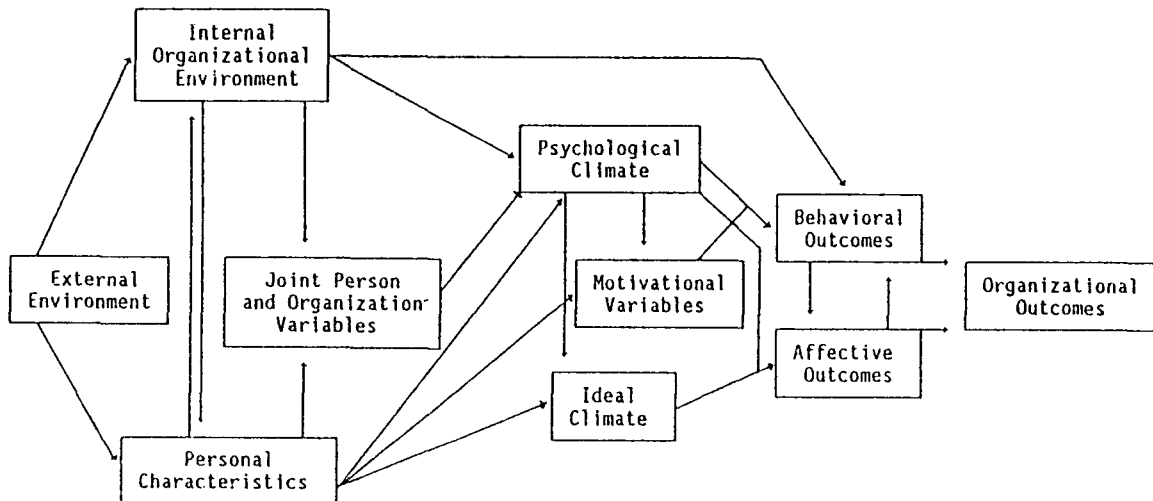 Internal
Organizational
Environment
Psychological
Climate
Behavioral
Outcomes
External
Environment
Joint Person
and Organization
Variables
Motivational
Variables
Organizational
Outcomes
Affective
Outcomes
Ideal
Climate
Personal
Characteristics